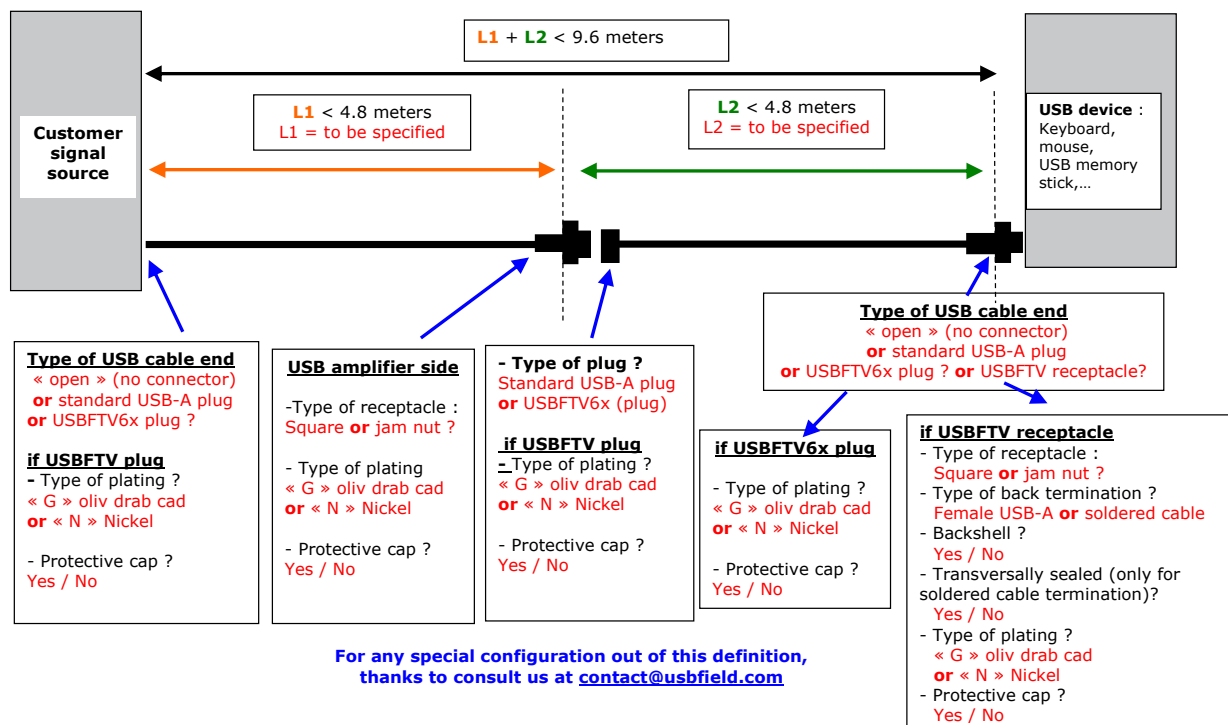 L1 + L2 < 9.6 meters
Customer
signal
source
L1 < 4.8 meters
L1 = to be specified
L2 < 4.8 meters
L2 = to be specified
USB device :
Keyboard,
mouse,
USB memory
stick,…
Type of USB cable end
« open » (no connector)
or standard USB-A plug
or USBFTV6x plug ?
if USBFTV plug
- Type of plating ?
« G » oliv drab cad
or « N » Nickel
- Protective cap ?
Yes / No
USB amplifier side
-Type of receptacle :
Square or jam nut ?
- Type of plating
« G » oliv drab cad
or « N » Nickel
- Protective cap ?
Yes / No
- Type of plug ?
Standard USB-A plug
or USBFTV6x (plug)
if USBFTV plug
- Type of plating ?
« G » oliv drab cad
or « N » Nickel
- Protective cap ?
Yes / No
Type of USB cable end
« open » (no connector)
or standard USB-A plug
or USBFTV6x plug ? or USBFTV receptacle?
if USBFTV6x plug
- Type of plating ?
« G » oliv drab cad
or « N » Nickel
- Protective cap ?
Yes / No
if USBFTV receptacle
- Type of receptacle :
Square or jam nut ?
- Type of back termination ?
Female USB-A or soldered cable
- Backshell ?
Yes / No
- Transversally sealed (only for
soldered cable termination)?
Yes / No
- Type of plating ?
« G » oliv drab cad
or « N » Nickel
- Protective cap ?
Yes / No
For any special configuration out of this definition,
thanks to consult us at contact@usbfield.com